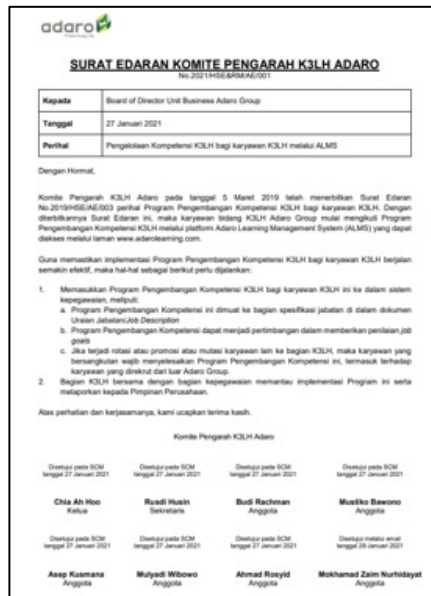 adaro
SURAT EDARAN KOMITE PENGARAH K3LH ADARO
No.2021/HSE&RM/AE/001
Kepada Board of Director Unit Business Adaro Group
Tanggal 27 Januari 2021
Perihal Pengelolaan Kompetensi K3LH bagi karyawan K3LH melalui ALMS
Dengan Hormat,
Komite Pengarah K3LH Adaro pada tanggal 5 Maret 2019 telah menerbitkan Surat Edaran
No.2019/HSE/AE/003 perihal Program Pengembangan Kompetensi K3LH bagi karyawan K3LH. Dengan
diterbitkannya Surat Edaran ini, maka karyawan bidang K3LH Adaro Group mulai mengikuti Program
Pengembangan Kompetensi K3LH melalui platform Adaro Learning Management System (ALMS) yang dapat
diakses melalui laman www.adarolearning.com.
Guna memastikan implementasi Program Pengembangan Kompetensi K3LH bagi karyawan K3LH berjalan
semakin efektif, maka hal-hal sebagai berikut perlu dijalankan:
1. Memasukkan Program Pengembangan Kompetensi K3LH bagi karyawan K3LH ini ke dalam sistem
kepegawaian, meliputi:
a. Program Pengembangan Kompetensi ini dimuat ke bagian spesifikasi jabatan di dalam dokumen
Uraian Jabatan/Job Description
b. Program Pengembangan Kompetensi dapat menjadi pertimbangan dalam memberikan penilaian job
goals
c. Jika terjadi rotasi atau promosi atau mutasi karyawan lain ke bagian K3LH, maka karyawan yang
bersangkutan wajib menyelesaikan Program Pengembangan Kompetensi ini, termasuk terhadap
karyawan yang direkrut dari luar Adaro Group.
2. Bagian K3LH bersama dengan bagian kepegawaian memantau implementasi Program ini serta
melaporkan kepada Pimpinan Perusahaan.
Atas perhatian dan kerjasamanya, kami ucapkan terima kasih.
Komite Pengarah K3LH Adaro
Disetujui pada SCM Disetujui pada SCM Disetujui pada SCM Disetujui pada SCM
tanggal 27 Januari 2021 tanggal 27 Januari 2021 tanggal 27 Januari 2021 tanggal 27 Januari 2021
Chia Ah Hoo Rusdi Husin Budi Rachman Mustiko Bawono
Ketua Sekretaris Anggota Anggota
Disetujui pada SCM Disetujui pada SCM Disetujui pada SCM Disetujui melalui email
tanggal 27 Januari 2021 tanggal 27 Januari 2021 tanggal 27 Januari 2021 tanggal 28 Januari 2021
Asep Kusmana Mulyadi Wibowo Ahmad Rosyid Mokhamad Zaim Nurhidayat
Anggota Anggota Anggota Anggota